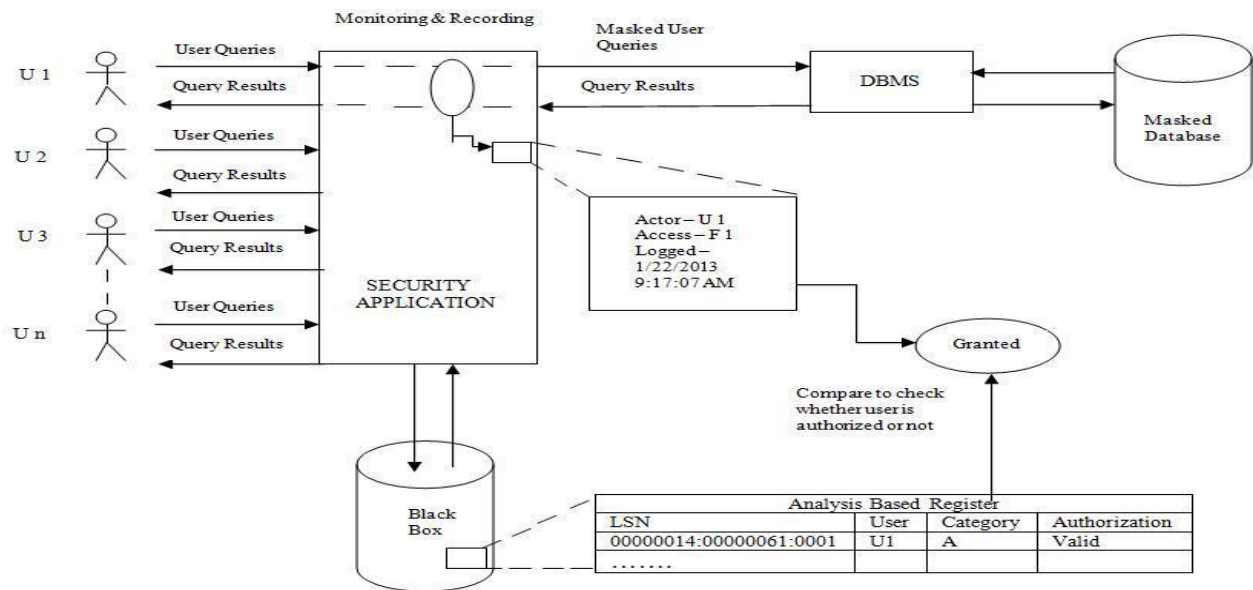 Monitoring & Recording
Masked User
Queries
User Queries
U 1
Query Results
Query Results
DBMS
Masked
Database
User Queries
U 2
Query Results
User Queries
U 3
Query Results
Actor – U 1
Access – F 1
Logged –
1/22/2013
9:17:07 AM
SECURITY
APPLICATION
User Queries
U n
Query Results
Granted
Compare to check
whether user is
authorized or not
Black
Box
Analysis Based Register
LSN User Category Authorization
00000014:00000061:0001 U1 A Valid
.......